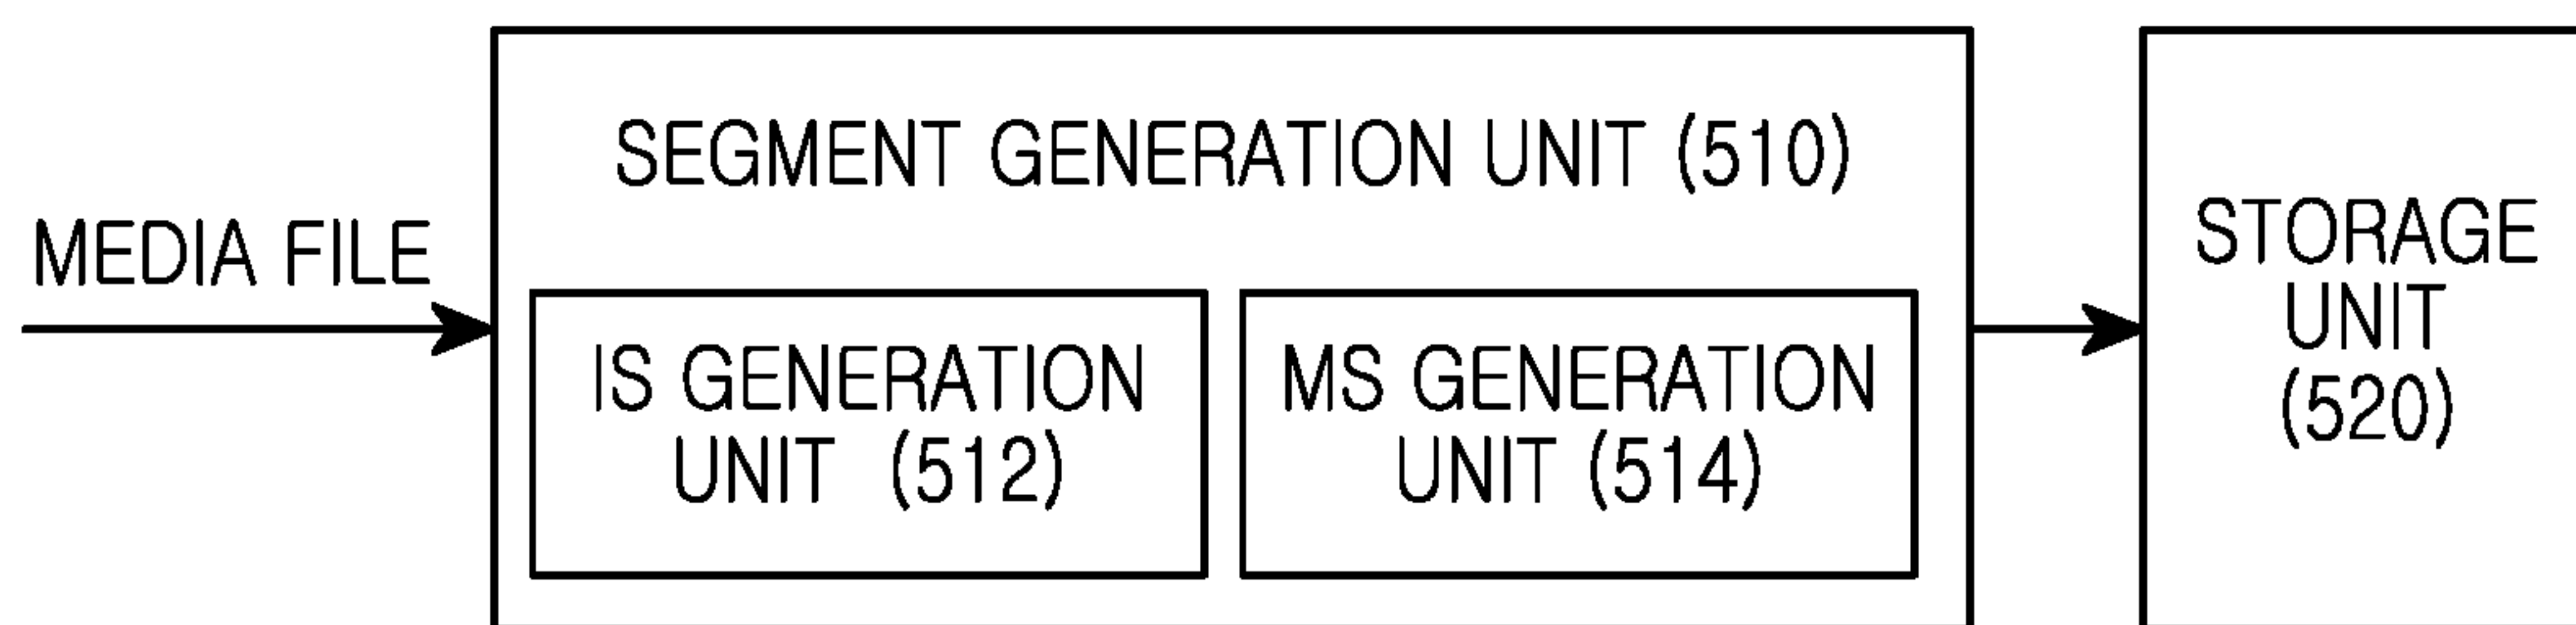 MEDIA FILE
SEGMENT GENERATION UNIT (510)
IS GENERATION
UNIT (512)
MS GENERATION
UNIT (514)
STORAGE
UNIT
(520)